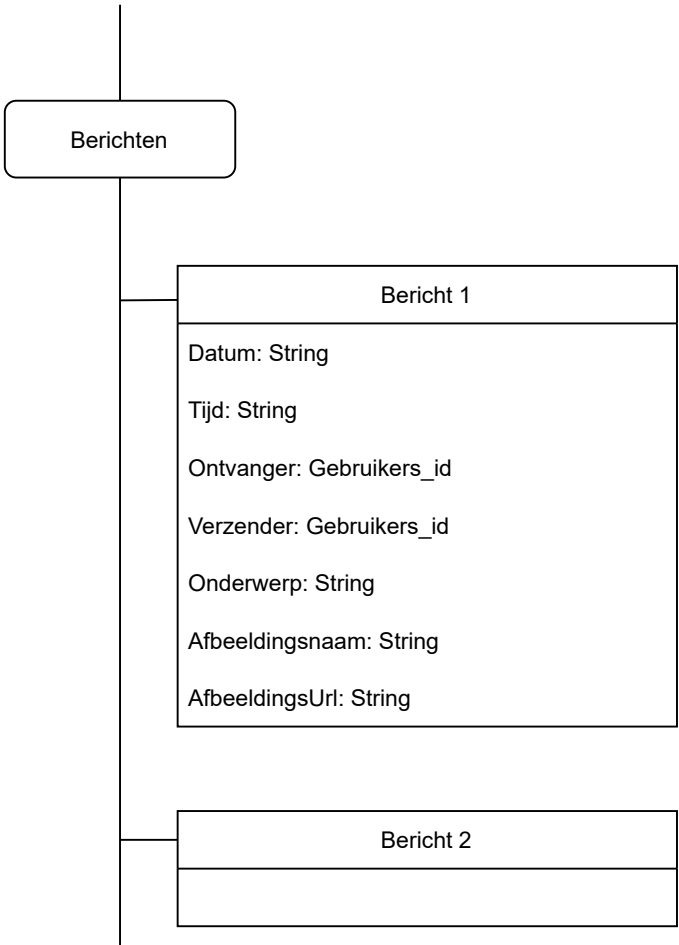 Berichten
Bericht 1
Datum: String
Tijd: String
Ontvanger: Gebruikers_id
Verzender: Gebruikers_id
Onderwerp: String
Afbeeldingsnaam: String
AfbeeldingsUrl: String
Bericht 2